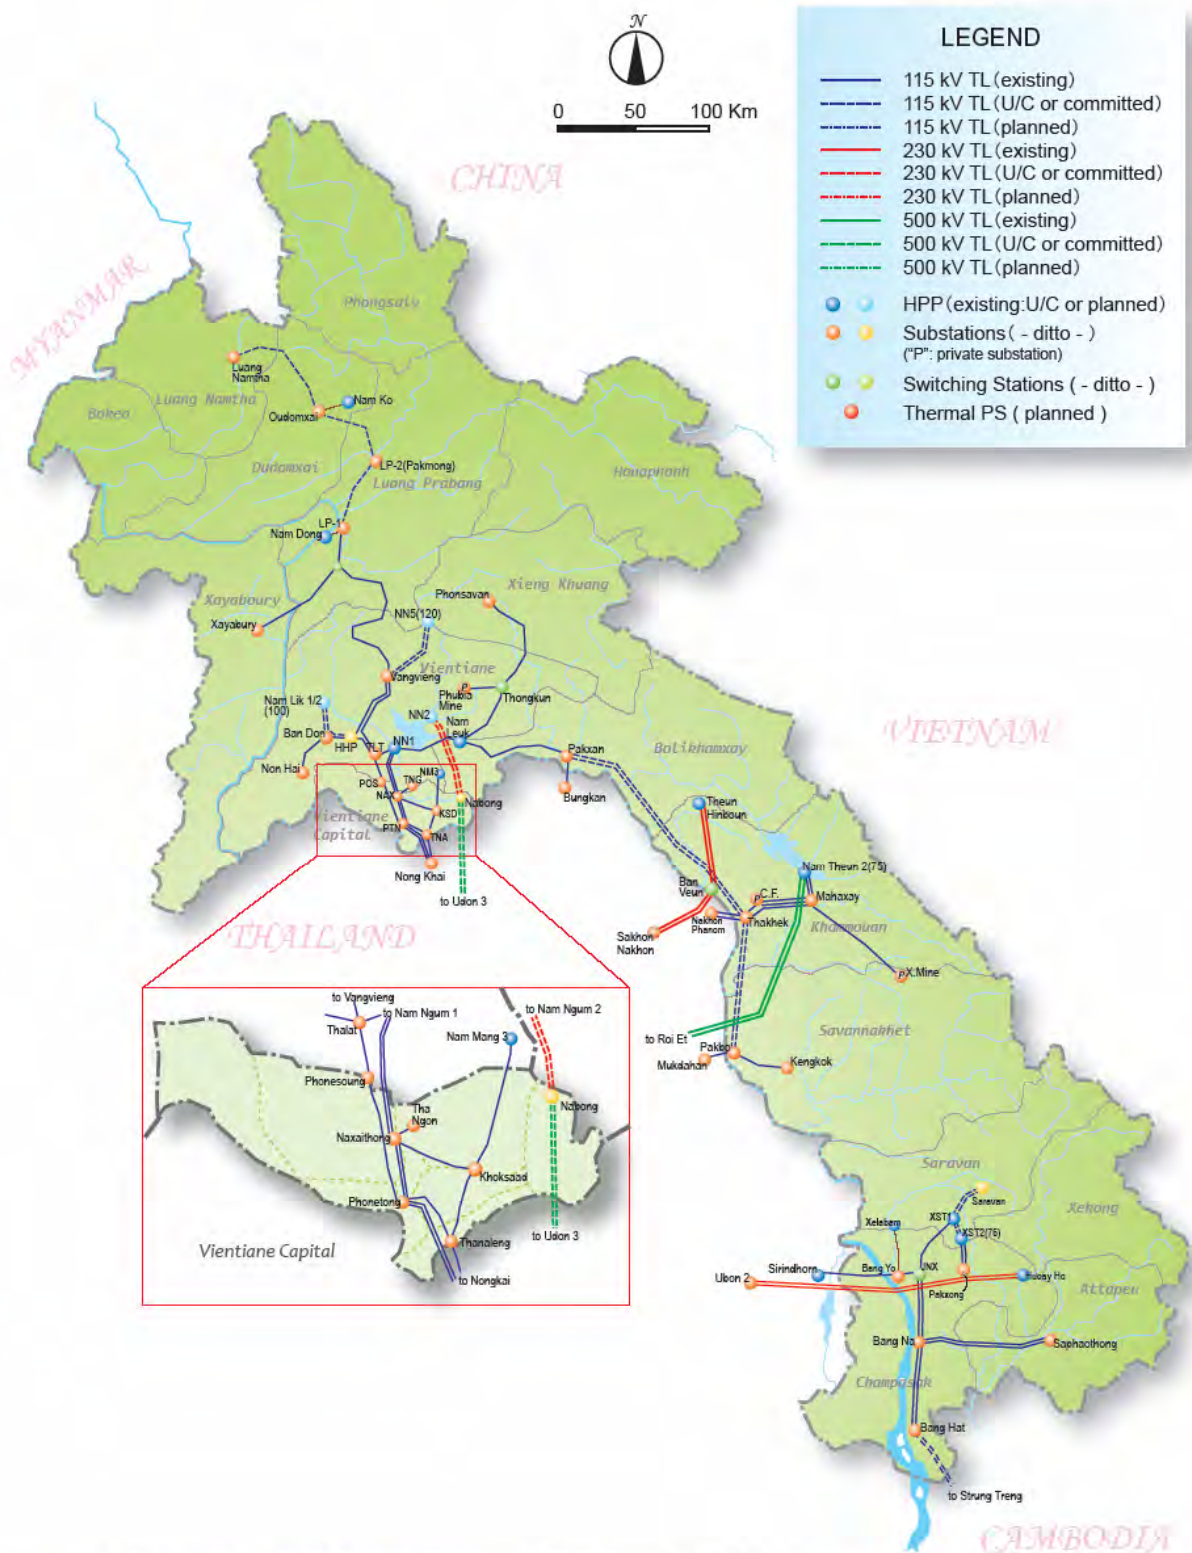 N
0 50 100 Km
LEGEND
115 kV TL(existing)
115 kV TL(U/C or committed)
115 kV TL(planned)
230 kV TL(existing)
230 kV TL(U/C or committed)
230 kV TL(planned)
500 kV TL(existing)
500 kV TL(U/C or committed)
500 kV TL(planned)
HPP(existing:U/C or planned)
Substations( - ditto - )
("P": private substation)
Switching Stations ( - ditto - )
Thermal PS ( planned )
CHINA
MYANMAR
Phongsaly
Luang
Namtha
Luang Namtha
Bokeo
Nam Ko
Oudomxai
Oudomxai
LP-2(Pakmong)
Luang Prabang
Houaphanh
LP-1
Nam Dong
Xieng Khuang
Xayaboury
Phonsavan
NN5(120)
Xayabury
Vientiane
Vangvieng
P
Phubia
Mine
Thongkun
Nam Lik 1/2
(100)
NN2
Nam
Leuk
Ban Don
HHP
TLT
NN1
Pakxan
Bolikhamxay
VIETNAM
Non Hai
POS
TNG
NM3
NAX
Nabong
Bungkan
Theun
Hinboun
Vientiane
Capital
PTN
KSD
TNA
Nong Khai
to Udon 3
Nam Theun 2(75)
Ban
Veun
P
C.F.
Mahaxay
Nakhon
Phanom
Thakhek
Khammouan
THAILAND
Sakhon
Nakhon
P
X.Mine
to Vangvieng
to Nam Ngum 1
Thalat
to Nam Ngum 2
Nam Mang 3
Phonesoung
Nabong
Tha
Ngon
Naxaithong
Khoksaad
Phonetong
Thanaleng
to Udon 3
Vientiane Capital
to Nongkai
to Roi Et
Savannakhet
Pakbo
Mukdahan
Kengkok
Saravan
Saravan
Xekong
Xelabam
XST1
XST2(76)
Sirindhorn
Bang Yo
JNX
Ubon 2
Houay Ho
Pakxong
Attapeu
Bang Na
Saphaothong
Champasak
Bang Hat
to Strung Treng
CAMBODIA